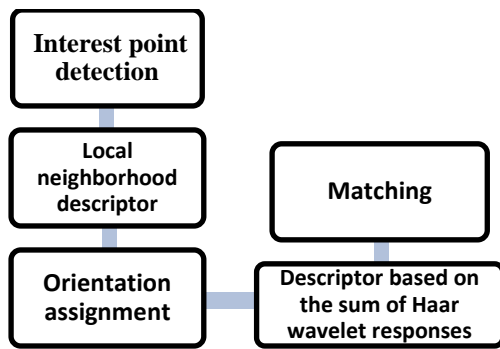 Interest point
detection
Local
neighborhood
descriptor
Orientation
assignment
Descriptor based on
the sum of Haar
wavelet responses
Matching